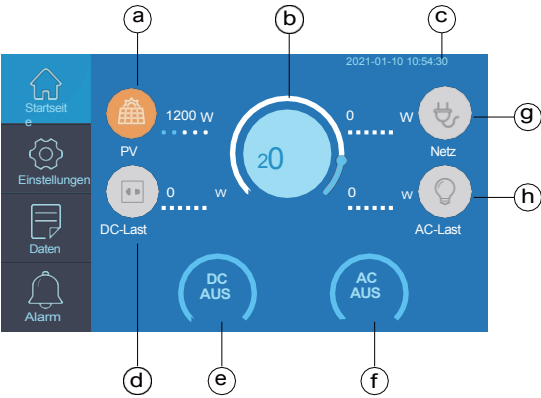 a
b
c
2021-01-10 10:54:30
Startseit
e
1200 W
0 W
g
PV
20
Netz
Einstellungen
0 w
0 W
h
DC-Last
AC-Last
Daten
DC
AUS
AC
AUS
Alarm
d
e
f